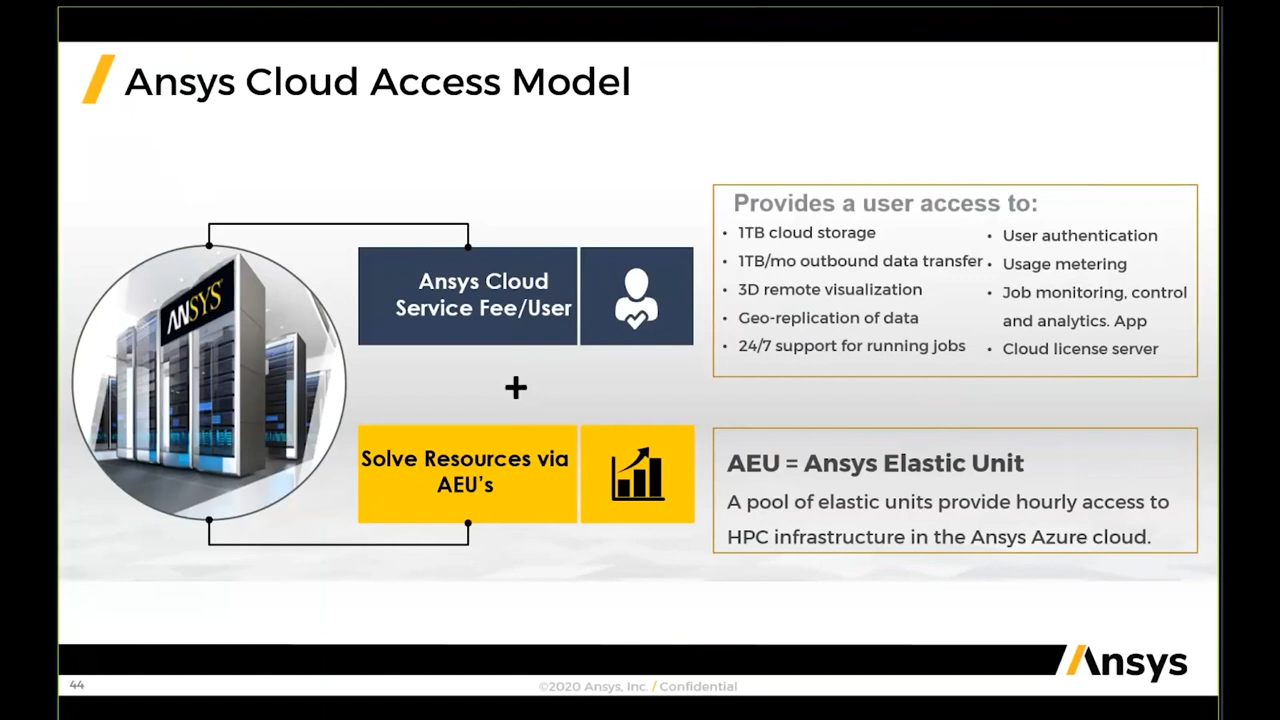 Ansys Cloud Access Model
ANSYS
Ansys Cloud
Service Fee/User
+
Solve Resources via
AEU's
Provides a user access to:
• 1TB cloud storage
• 1TB/mo outbound data transfer
• 3D remote visualization
• Geo-replication of data
• 24/7 support for running jobs
• User authentication
• Usage metering
• Job monitoring, control
and analytics. App
• Cloud license server
AEU = Ansys Elastic Unit
A pool of elastic units provide hourly access to
HPC infrastructure in the Ansys Azure cloud.
Ansys
44
©2020 Ansys, Inc. / Confidential